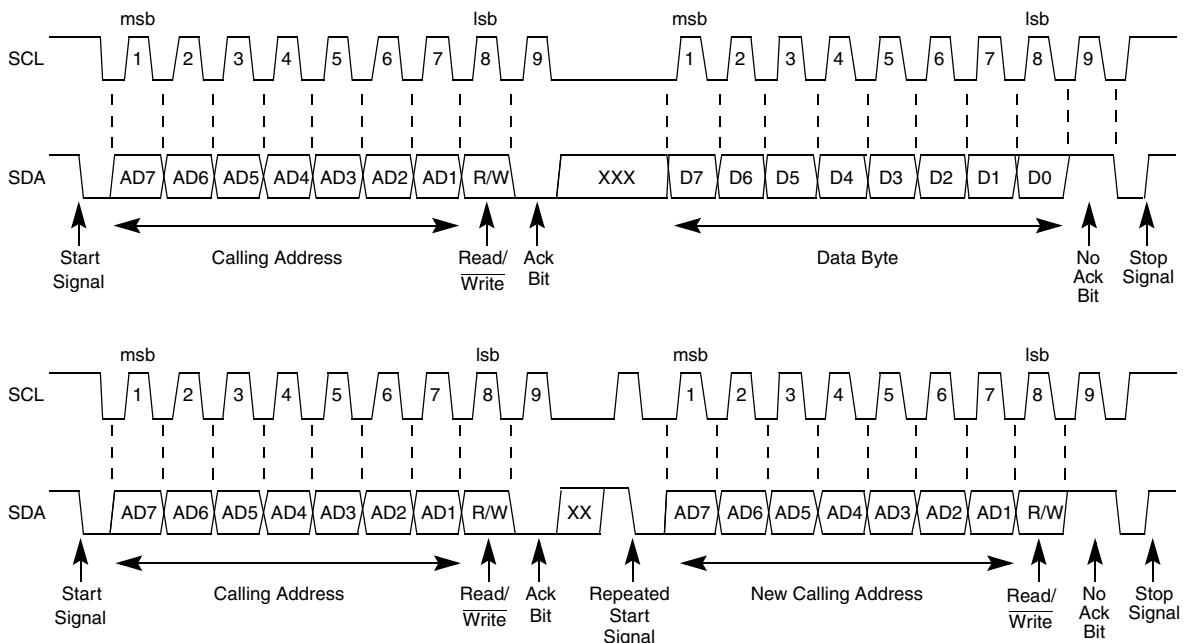 msb lsb msb lsb
SCL 1 2 3 4 5 6 7 8 9 1 2 3 4 5 6 7 8 9
SDA AD7 AD6 AD5 AD4 AD3 AD2 AD1 R/W XXX D7 D6 D5 D4 D3 D2 D1 D0
Start Signal
Calling Address
Read/Write
Ack Bit
Data Byte
No Ack Bit
Stop Signal
msb lsb msb lsb
SCL 1 2 3 4 5 6 7 8 9 1 2 3 4 5 6 7 8 9
SDA AD7 AD6 AD5 AD4 AD3 AD2 AD1 R/W XX AD7 AD6 AD5 AD4 AD3 AD2 AD1 R/W
Start Signal
Calling Address
Read/Write
Ack Bit
Repeated Start Signal
New Calling Address
Read/Write
No Ack Bit
Stop Signal